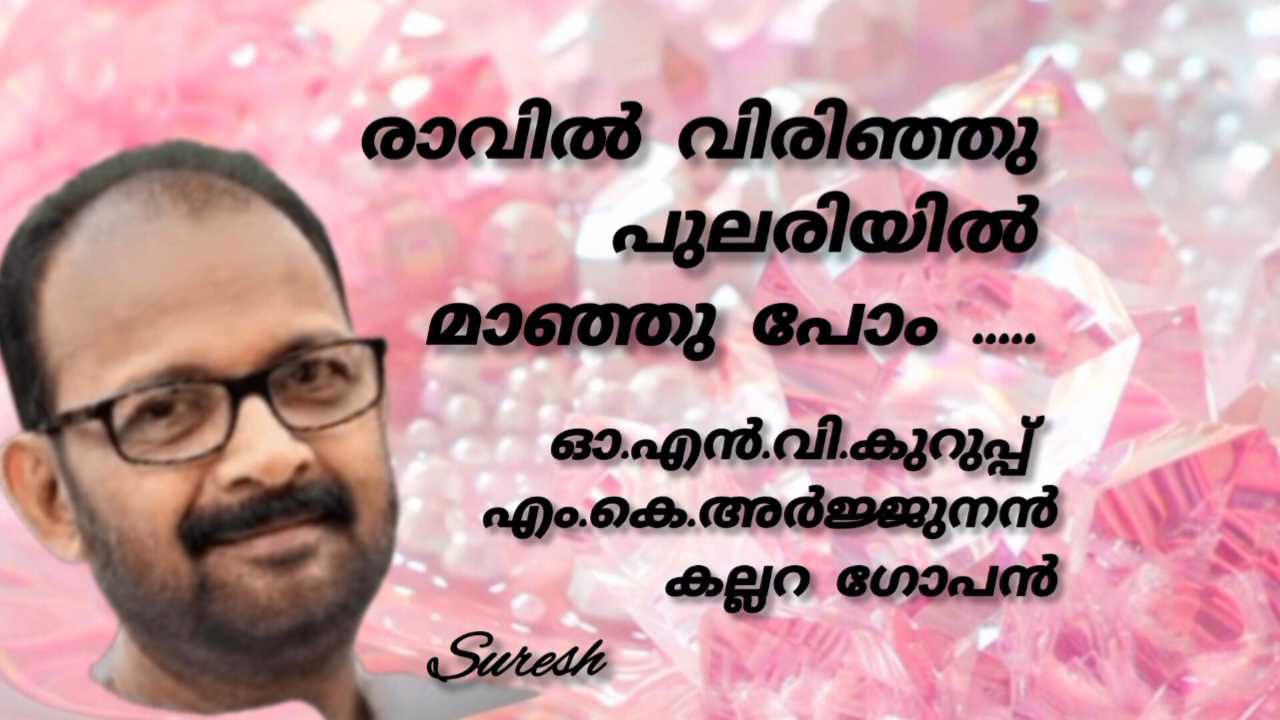 രാവിൽ വിരിഞ്ഞു
പുലരിയിൽ
മാഞ്ഞു പോം .....
ഓ.എൻ.വി.കുറുപ്പ്
എം.കെ.അർജ്ജുനൻ
കല്ലറ ഗോപൻ
Suresh